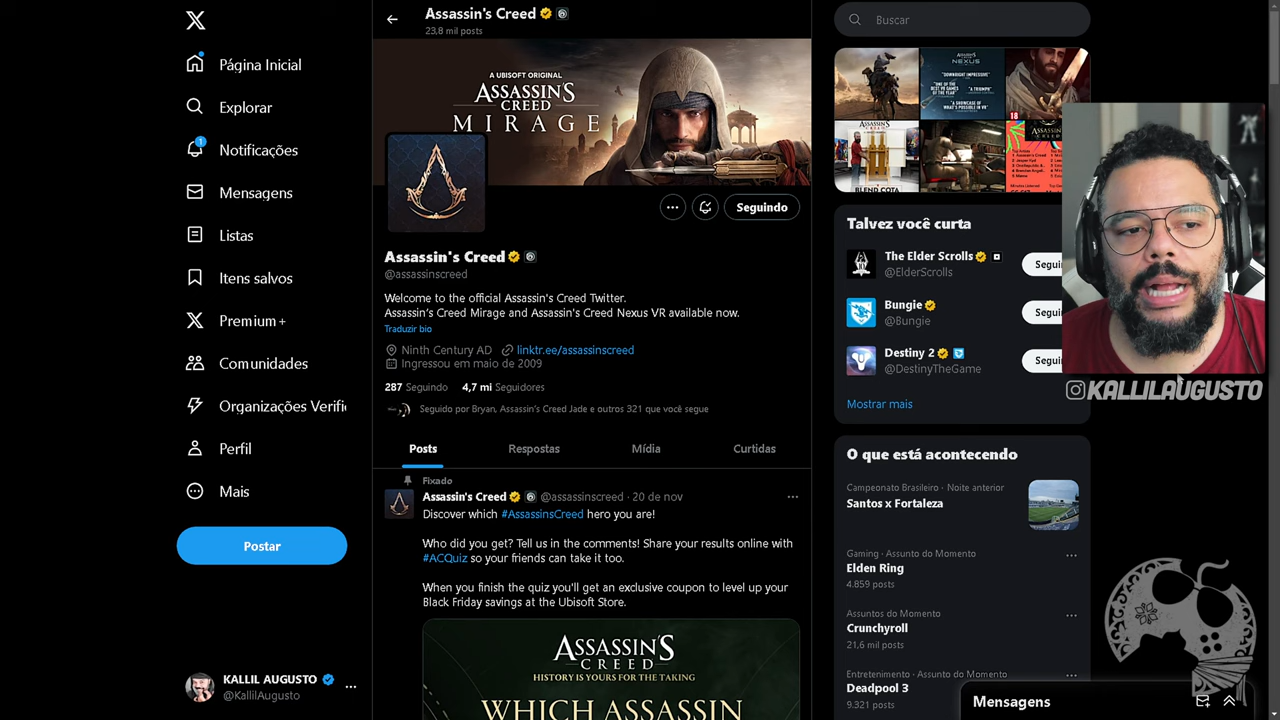 Página Inicial
Explorar
1
Notificações
Mensagens
Listas
Itens salvos
Premium+
Comunidades
Organizações Verifi
Perfil
Mais
Postar
KALLIL AUGUSTO
@KallilAugusto
Assassin's Creed
23,8 mil posts
A UBISOFT ORIGINAL
ASSASSIN'S
CREED
MIRAGE
Seguindo
Assassin's Creed
@assassinscreed
Welcome to the official Assassin's Creed Twitter.
Assassin's Creed Mirage and Assassin's Creed Nexus VR available now.
Traduzir bio
Ninth Century AD linktr.ee/assassinscreed
Ingressou em maio de 2009
287 Seguindo 4,7 mi Seguidores
Seguido por Bryan, Assassin's Creed Jade e outros 321 que você segue
Posts Respostas Mídia Curtidas
Fixado
Assassin's Creed @assassinscreed · 20 de nov
Discover which #AssassinsCreed hero you are!
Who did you get? Tell us in the comments! Share your results online with
#ACQuiz so your friends can take it too.
When you finish the quiz you'll get an exclusive coupon to level up your
Black Friday savings at the Ubisoft Store.
ASSASSIN'S
CREED
HISTORY IS YOURS FOR THE TAKING
WHICH ASSASSIN
Buscar
NEXUS
18
Talvez você curta
The Elder Scrolls
@ElderScrolls
Segui
Bungie
@Bungie
Segui
Destiny 2
@DestinyTheGame
Segui
Mostrar mais
KALLILAUGUSTO
O que está acontecendo
Campeonato Brasileiro · Noite anterior
Santos x Fortaleza
Gaming · Assunto do Momento
Elden Ring
4.859 posts
Assuntos do Momento
Crunchyroll
21,6 mil posts
Entretenimento · Assunto do Momento
Deadpool 3
9.321 posts
Mensagens